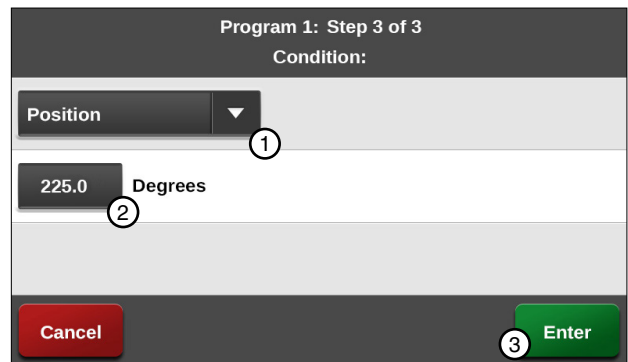 Program 1: Step 3 of 3
Condition:
Position
1
225.0 Degrees
2
Cancel
3 Enter